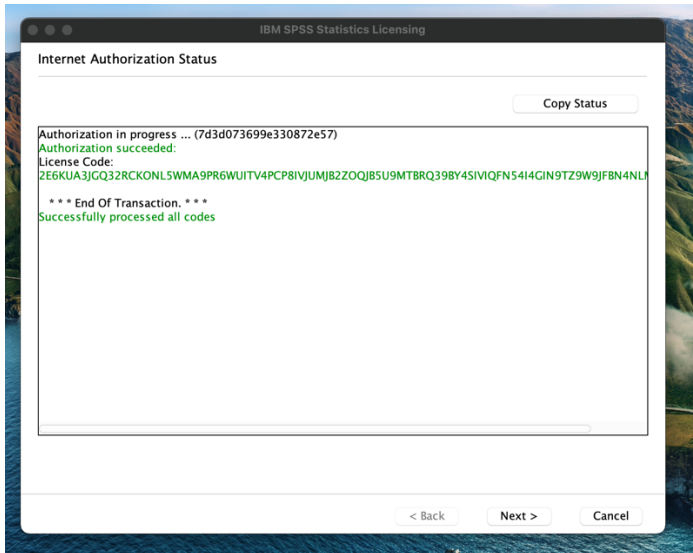 IBM SPSS Statistics Licensing
Internet Authorization Status
Copy Status
Authorization in progress ... (7d3d073699e330872e57)
Authorization succeeded:
License Code:
2E6KUA3JGQ32RCKONL5WMA9PR6WUITV4PCP8IVJUMJB2ZOQJB5U9MTBRQ39BY4SIVIQFN54I4GIN9TZ9W9JFBN4NL
* * * End Of Transaction. * * *
Successfully processed all codes
< Back
Next >
Cancel